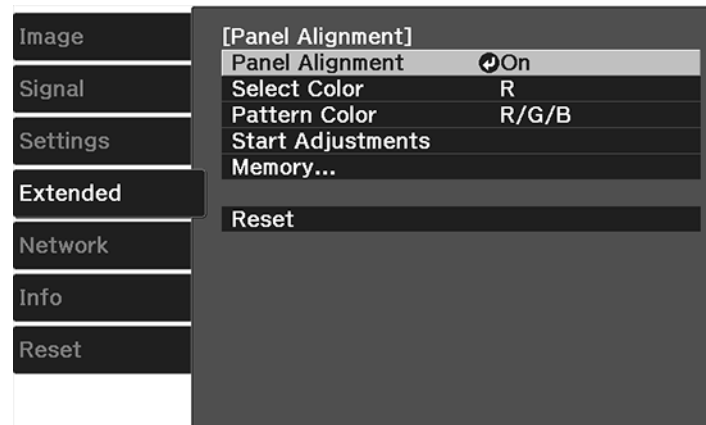 Image
Signal
Settings
Extended
Network
Info
Reset
[Panel Alignment]
Panel Alignment On
Select Color R
Pattern Color R/G/B
Start Adjustments
Memory...
Reset